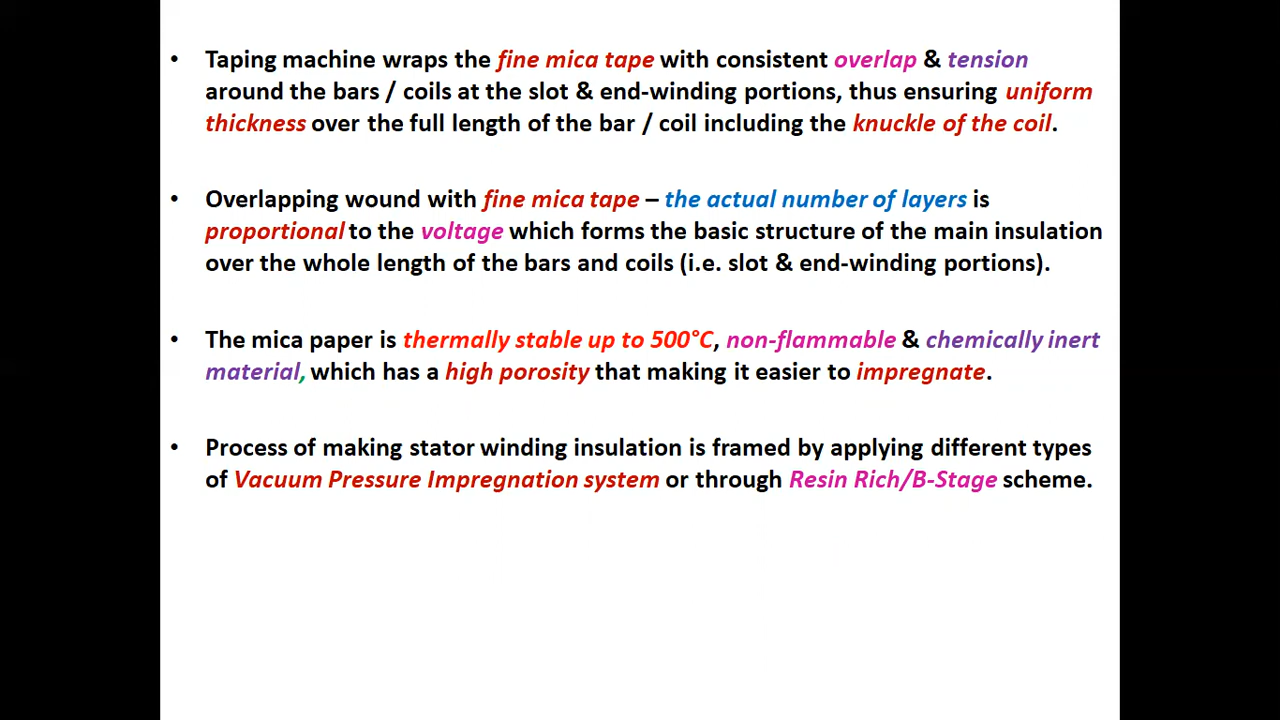 • Taping machine wraps the fine mica tape with consistent overlap & tension
around the bars / coils at the slot & end-winding portions, thus ensuring uniform
thickness over the full length of the bar / coil including the knuckle of the coil.
• Overlapping wound with fine mica tape – the actual number of layers is
proportional to the voltage which forms the basic structure of the main insulation
over the whole length of the bars and coils (i.e. slot & end-winding portions).
• The mica paper is thermally stable up to 500°C, non-flammable & chemically inert
material, which has a high porosity that making it easier to impregnate.
• Process of making stator winding insulation is framed by applying different types
of Vacuum Pressure Impregnation system or through Resin Rich/B-Stage scheme.